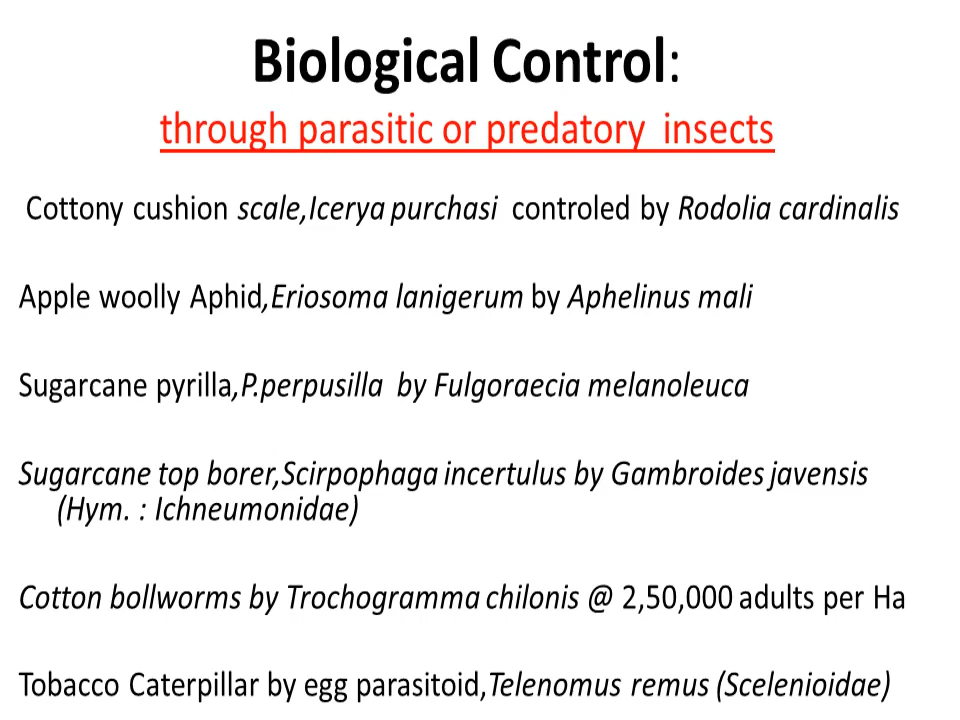 Biological Control:
through parasitic or predatory insects
Cottony cushion scale,Icerya purchasi controled by Rodolia cardinalis
Apple woolly Aphid,Eriosoma lanigerum by Aphelinus mali
Sugarcane pyrilla,P.perpusilla by Fulgoraecia melanoleuca
Sugarcane top borer,Scirpophaga incertulus by Gambroides javensis
(Hym. : Ichneumonidae)
Cotton bollworms by Trochogramma chilonis @ 2,50,000 adults per Ha
Tobacco Caterpillar by egg parasitoid,Telenomus remus (Scelenioidae)